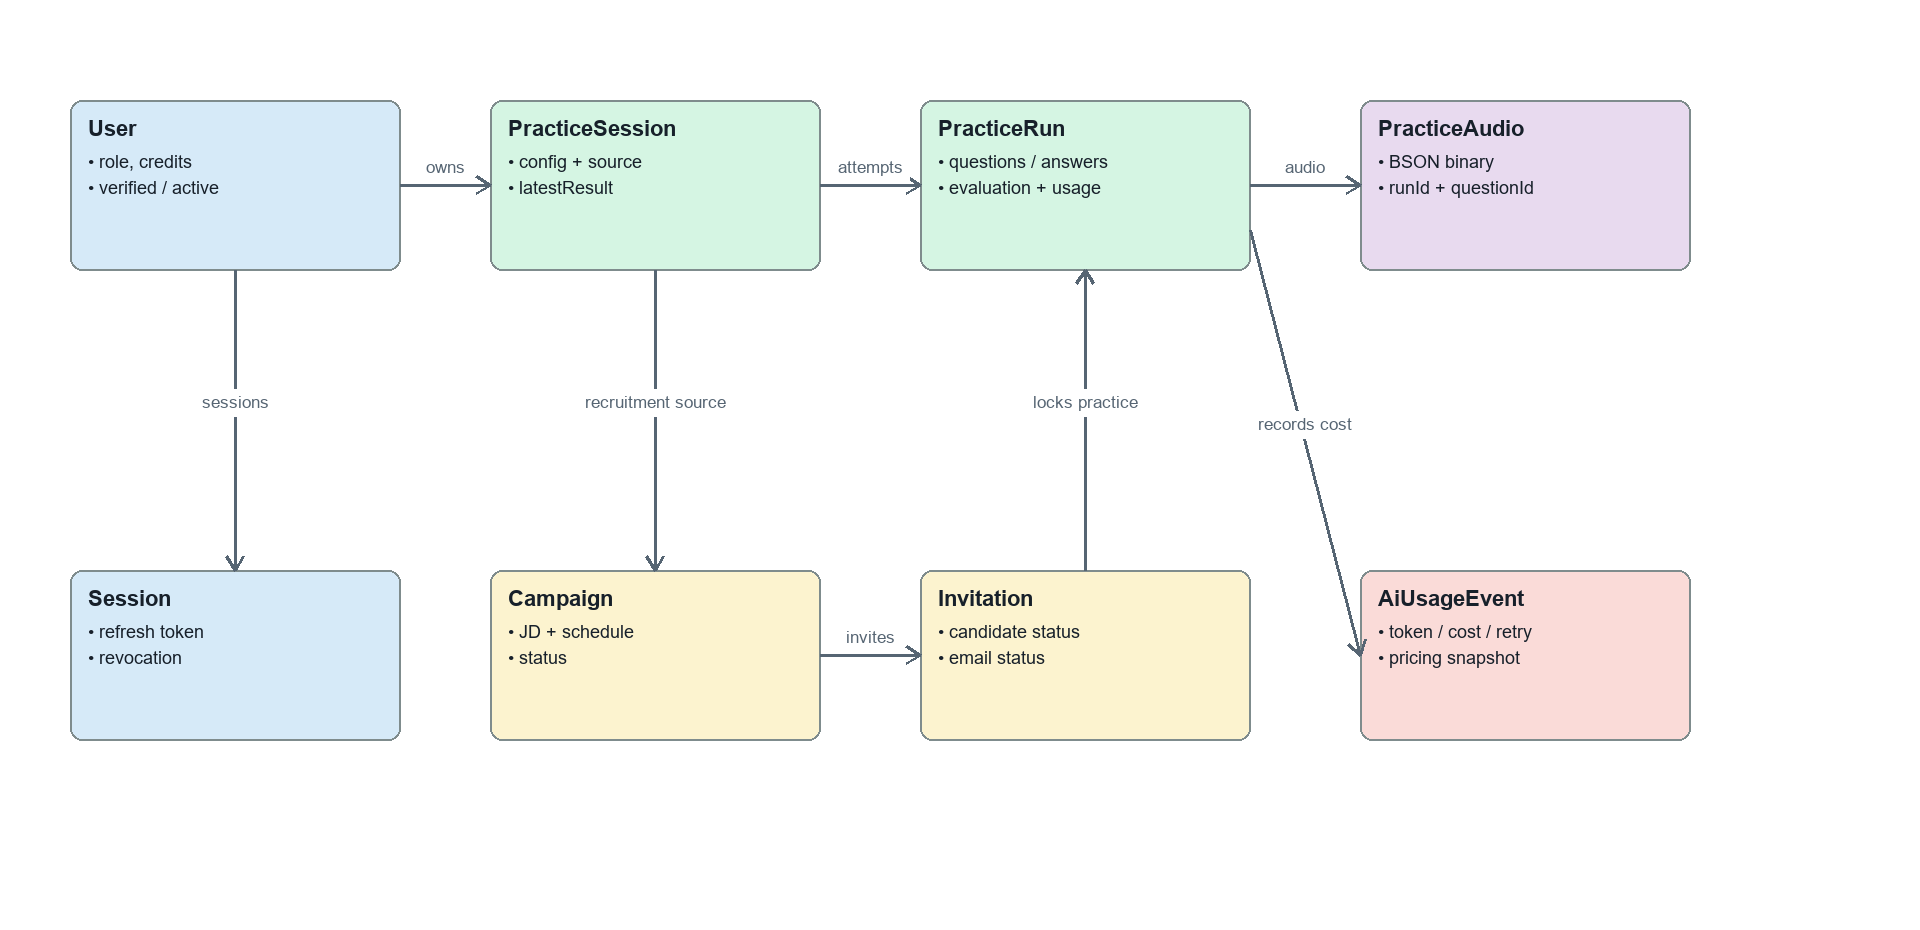 User
• role, credits
• verified / active
owns
PracticeSession
• config + source
• latestResult
attempts
PracticeRun
• questions / answers
• evaluation + usage
audio
PracticeAudio
• BSON binary
• runId + questionId
sessions
recruitment source
locks practice
records cost
Session
• refresh token
• revocation
Campaign
• JD + schedule
• status
invites
Invitation
• candidate status
• email status
AiUsageEvent
• token / cost / retry
• pricing snapshot